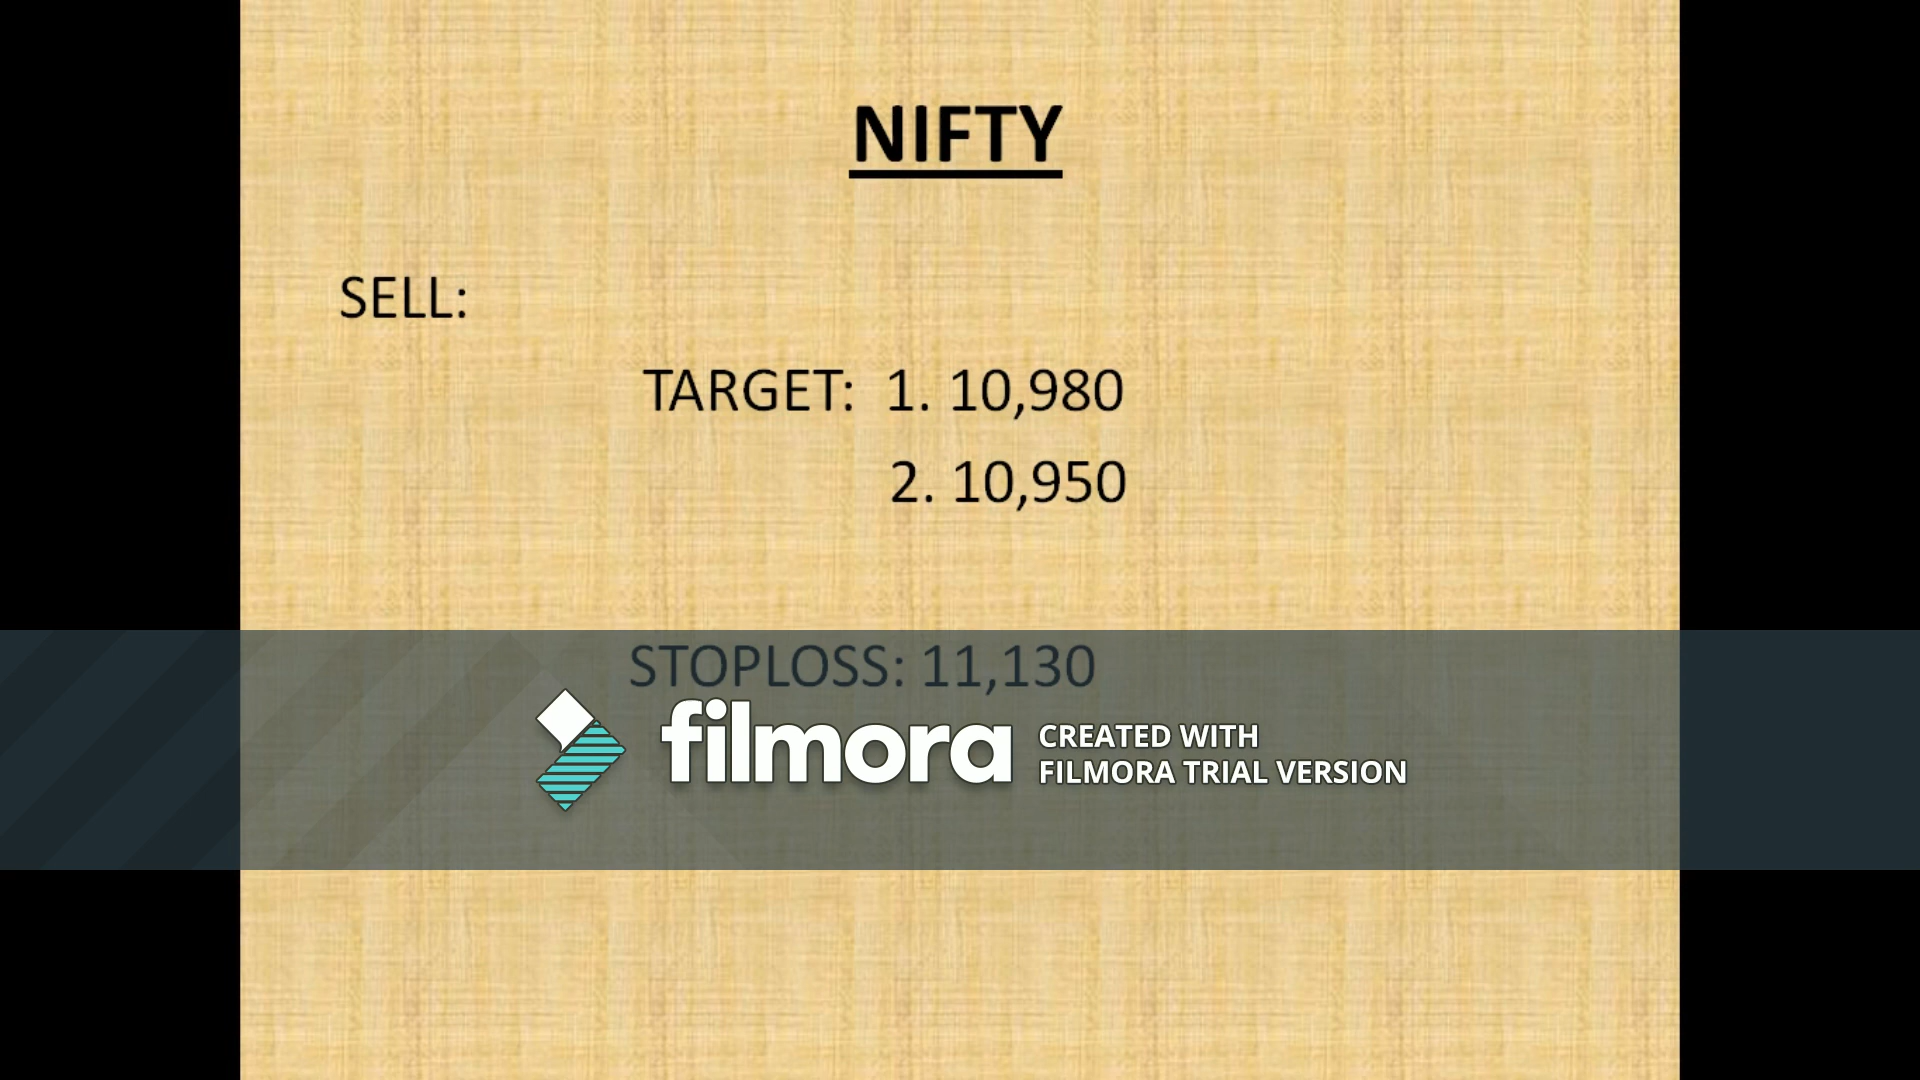 NIFTY
SELL:
TARGET: 1. 10,980
2. 10,950
STOPLOSS: 11,130
filmora
CREATED WITH
FILMORA TRIAL VERSION